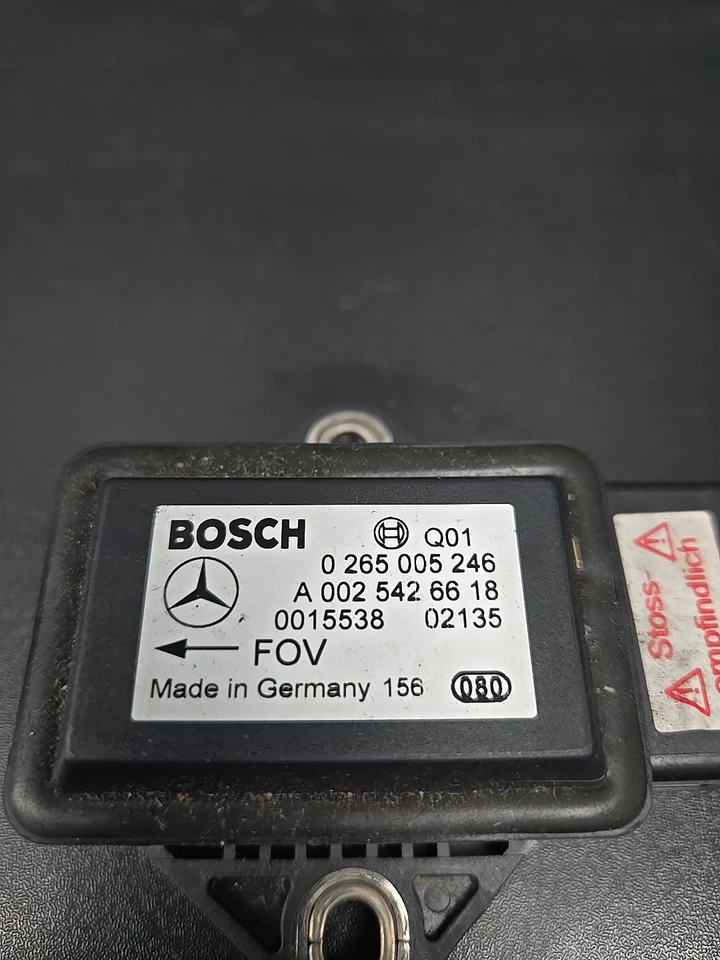 BOSCH Q01
0 265 005 246
A 002 542 66 18
0015538 02135
FOV
Made in Germany 156 080
Stoss-
empfindlich